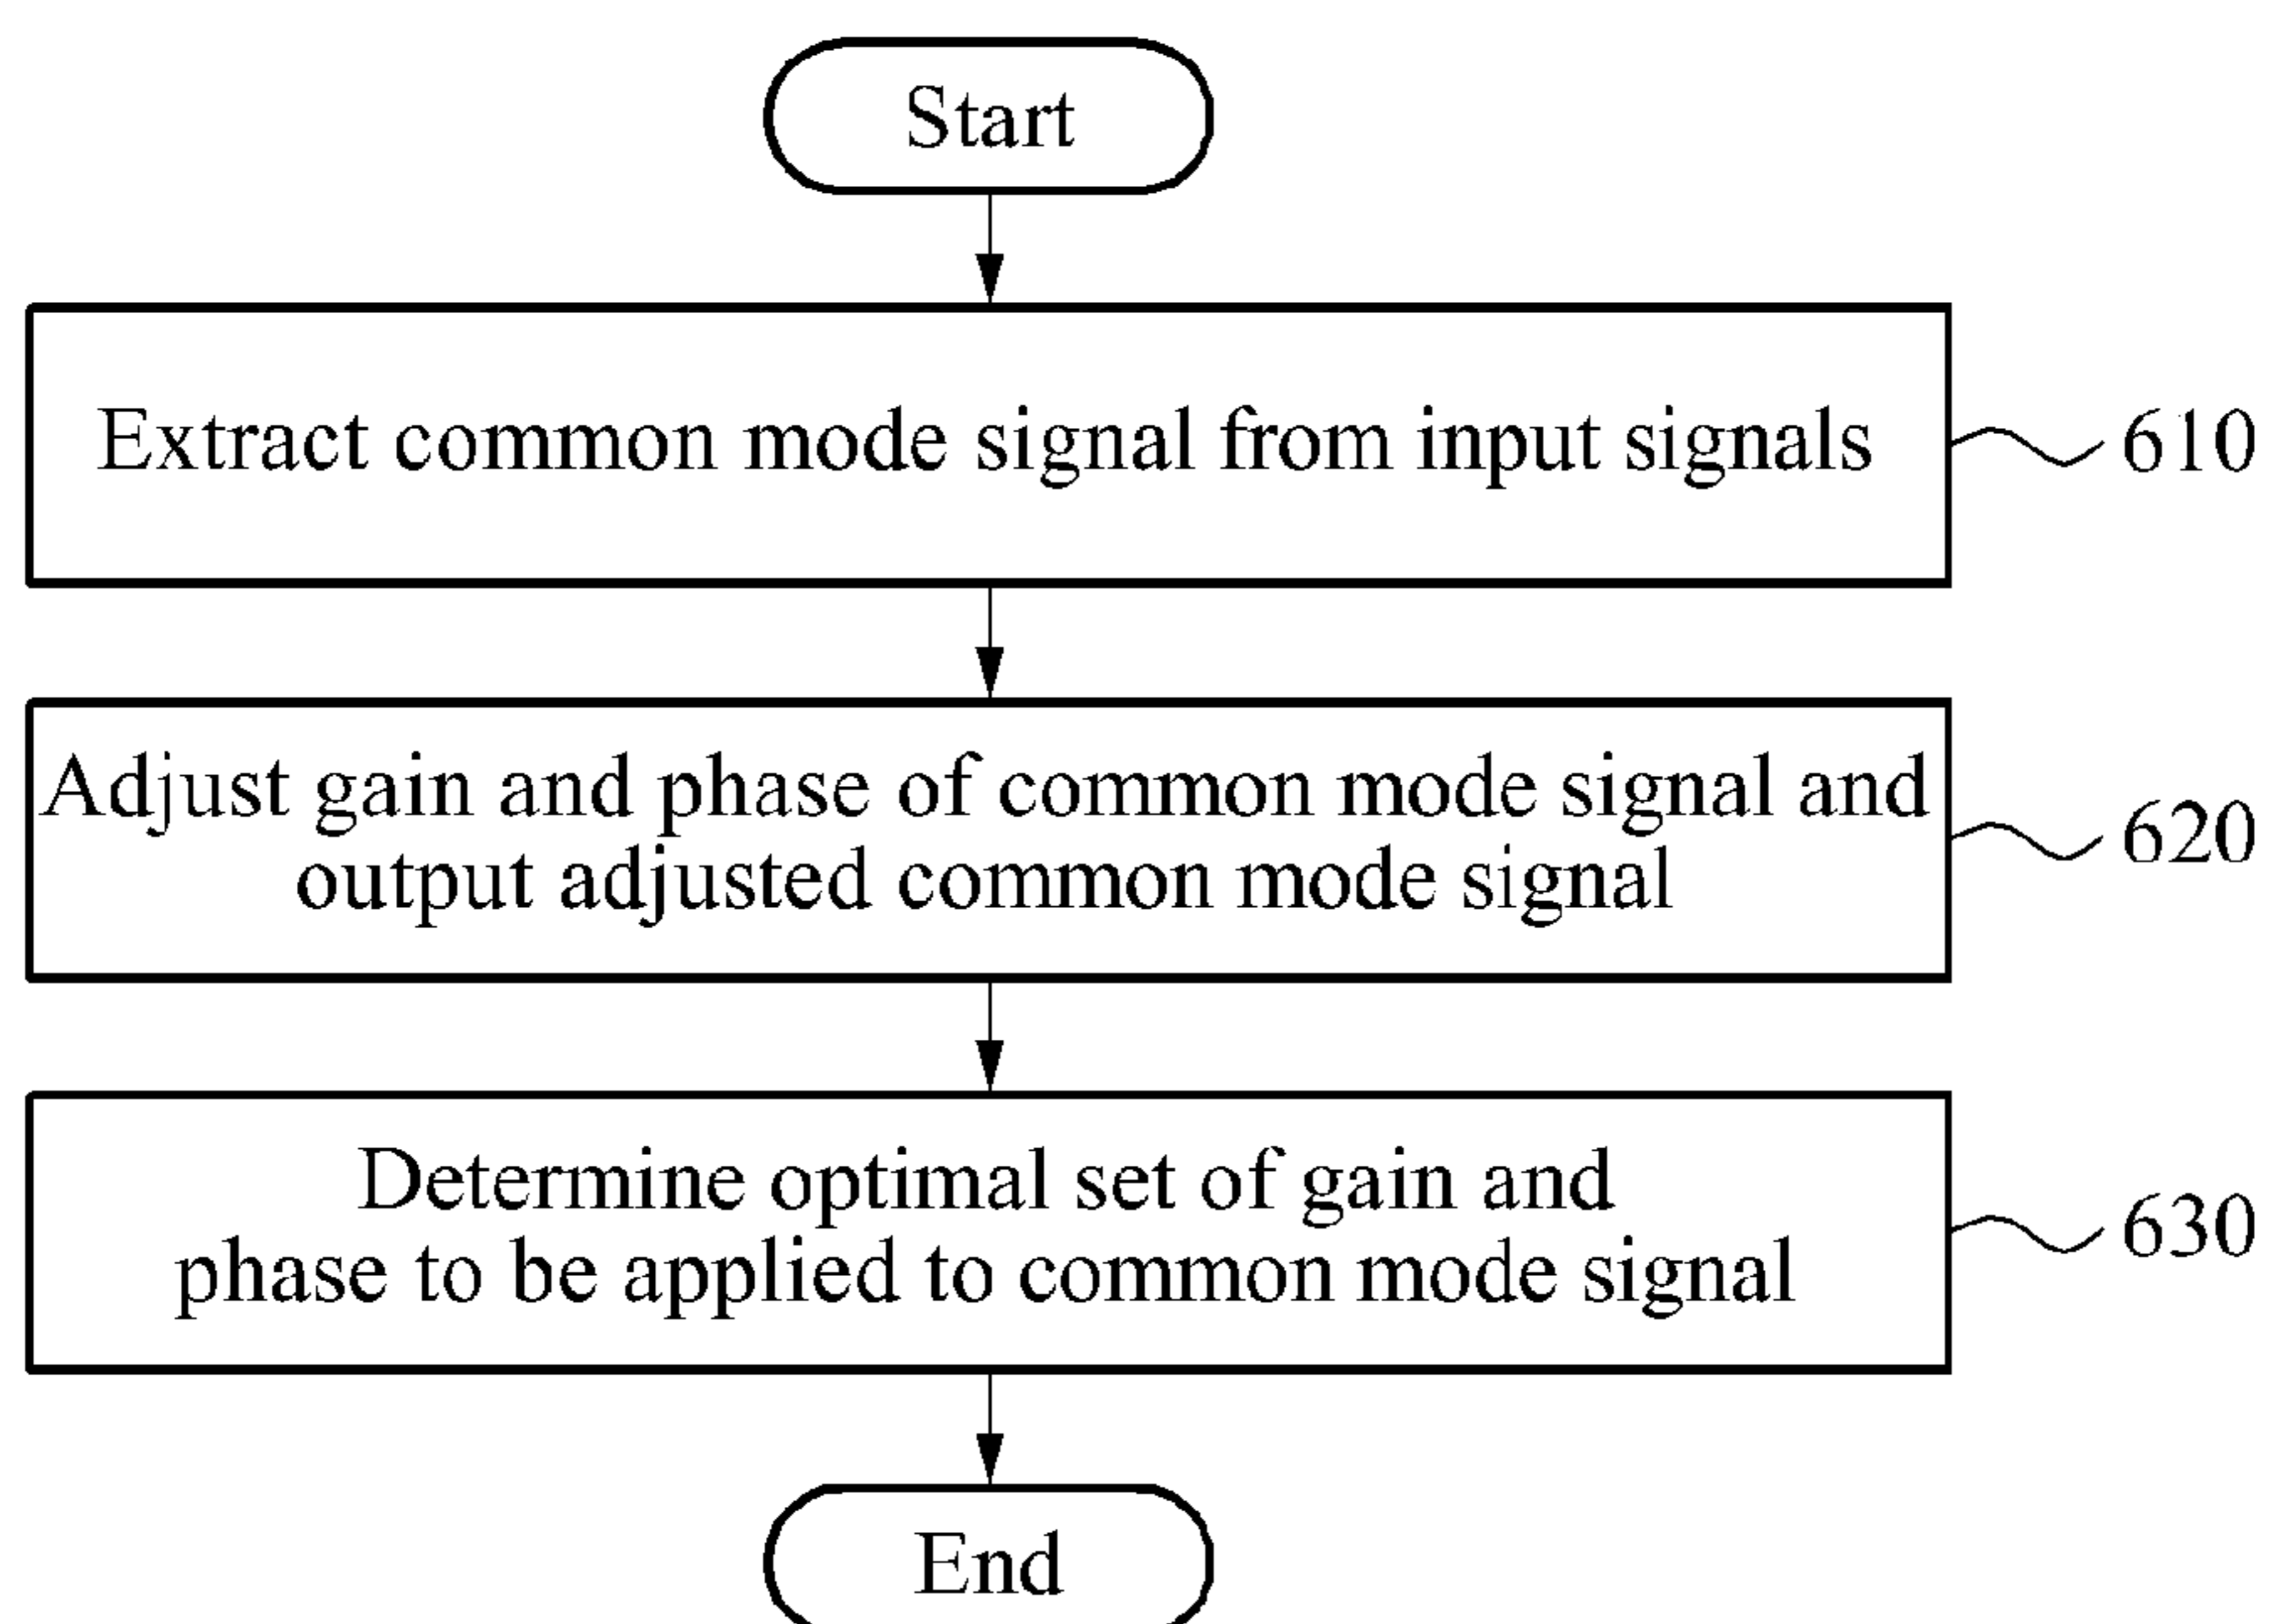 Start
Extract common mode signal from input signals
610
Adjust gain and phase of common mode signal and
output adjusted common mode signal
620
Determine optimal set of gain and
phase to be applied to common mode signal
630
End